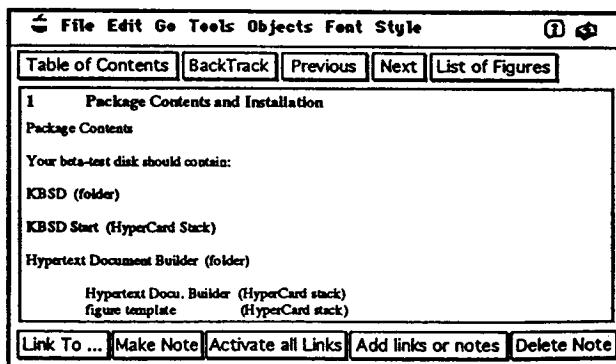 File Edit Go Tools Objects Font Style
Table of Contents BackTrack Previous Next List of Figures
1 Package Contents and Installation
Package Contents
Your beta-test disk should contain:
KBSD (folder)
KBSD Start (HyperCard Stack)
Hypertext Document Builder (folder)
Hypertext Docu. Builder (HyperCard stack)
figure template (HyperCard stack)
Link To ... Make Note Activate all Links Add links or notes Delete Note